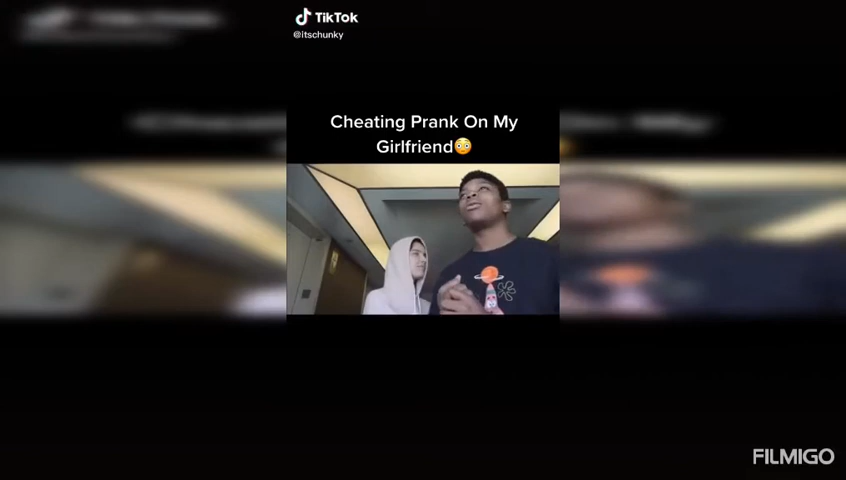 TikTok
@itschunky
Cheating Prank On My
Girlfriend😳
FILMIGO